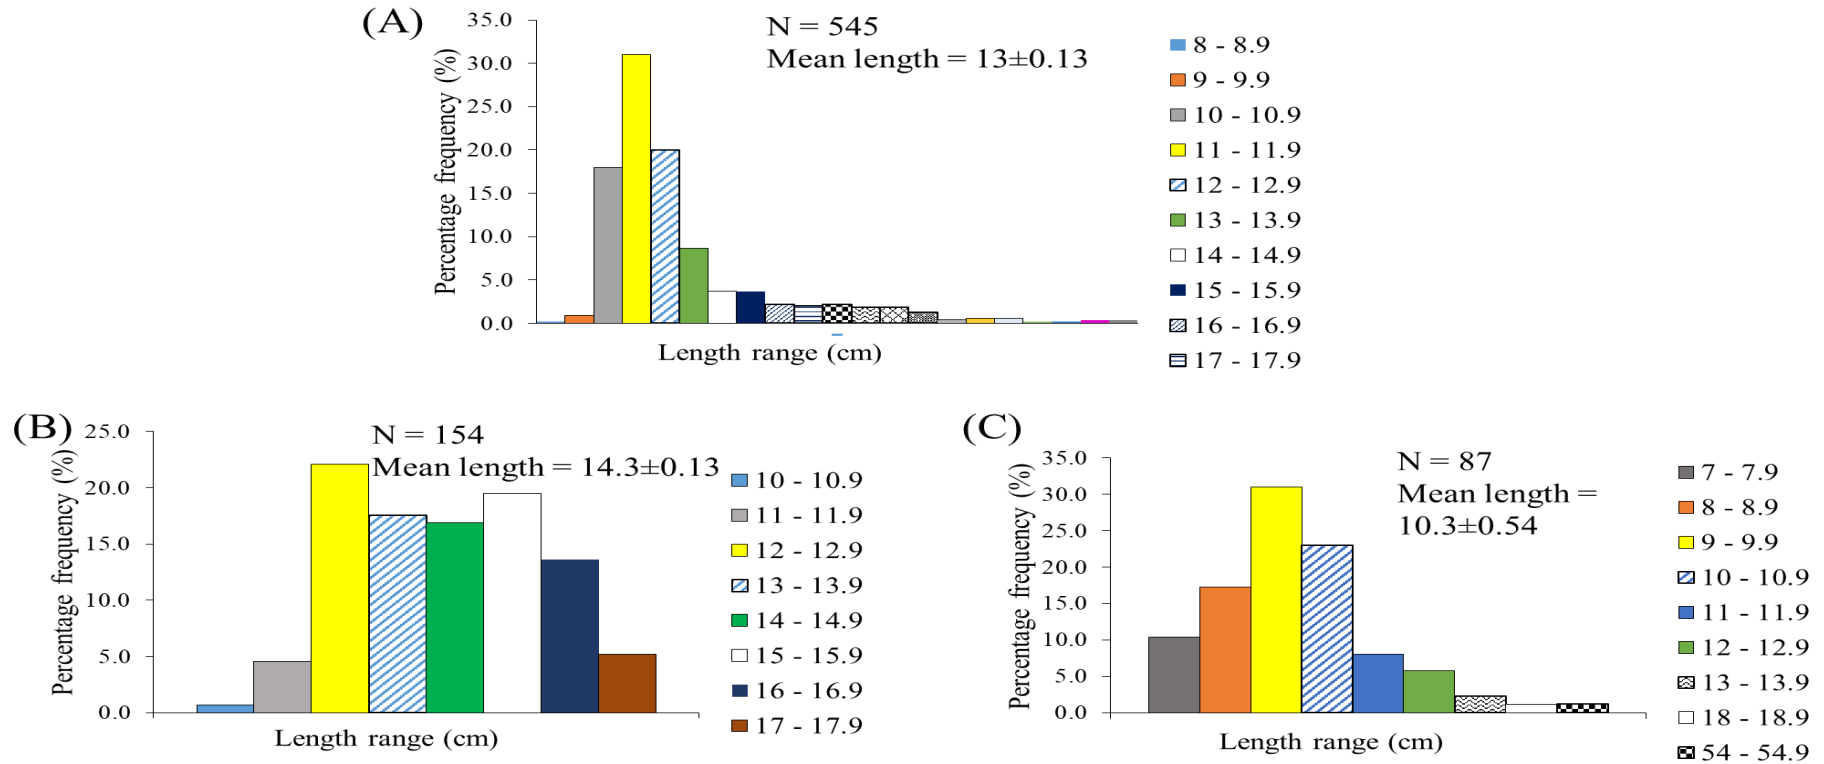 (A)
N = 545
Mean length = 13±0.13
Percentage frequency (%)
35.0
30.0
25.0
20.0
15.0
10.0
5.0
0.0
Length range (cm)
8 - 8.9
9 - 9.9
10 - 10.9
11 - 11.9
12 - 12.9
13 - 13.9
14 - 14.9
15 - 15.9
16 - 16.9
17 - 17.9
(B)
N = 154
Mean length = 14.3±0.13
Percentage frequency (%)
25.0
20.0
15.0
10.0
5.0
0.0
Length range (cm)
10 - 10.9
11 - 11.9
12 - 12.9
13 - 13.9
14 - 14.9
15 - 15.9
16 - 16.9
17 - 17.9
(C)
N = 87
Mean length =
10.3±0.54
Percentage frequency (%)
35.0
30.0
25.0
20.0
15.0
10.0
5.0
0.0
Length range (cm)
7 - 7.9
8 - 8.9
9 - 9.9
10 - 10.9
11 - 11.9
12 - 12.9
13 - 13.9
18 - 18.9
54 - 54.9